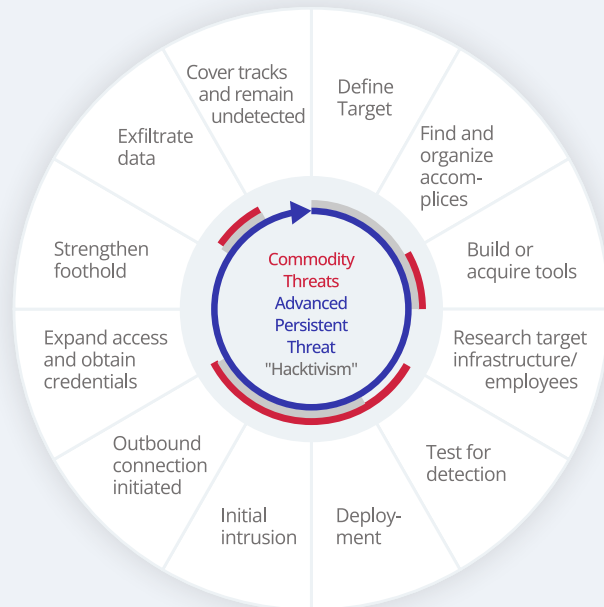 Define
Target
Find and
organize
accom-
plices
Build or
acquire tools
Research target
infrastructure/
employees
Test for
detection
Deploy-
ment
Initial
intrusion
Outbound
connection
initiated
Expand access
and obtain
credentials
Strengthen
foothold
Exfiltrate
data
Cover tracks
and remain
undetected
Commodity
Threats
Advanced
Persistent
Threat
"Hacktivism"